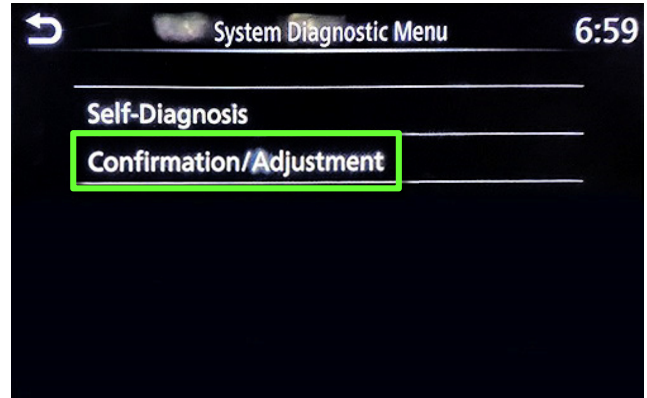 System Diagnostic Menu 6:59
Self-Diagnosis
Confirmation/Adjustment